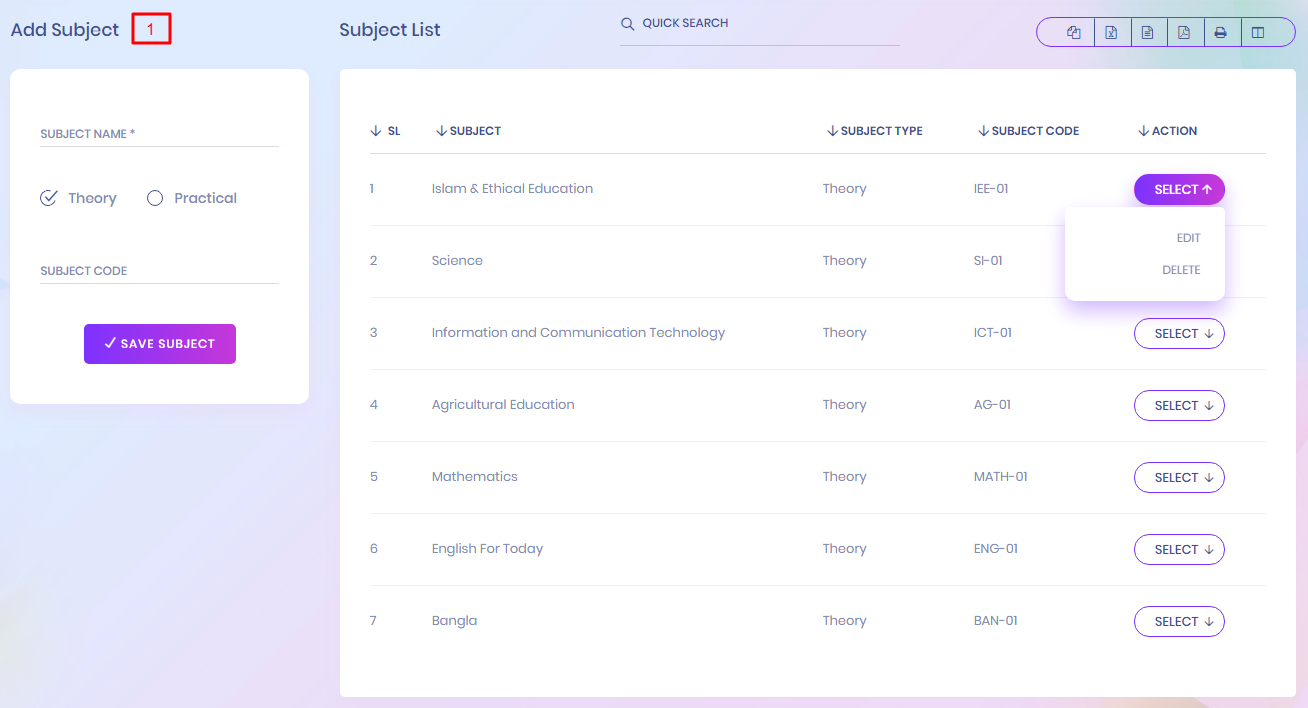 Add Subject 1
Subject List
QUICK SEARCH
SUBJECT NAME *
Theory Practical
SUBJECT CODE
SAVE SUBJECT
SL SUBJECT SUBJECT TYPE SUBJECT CODE ACTION
1 Islam & Ethical Education Theory IEE-01 SELECT
EDIT
DELETE
2 Science Theory SI-01
3 Information and Communication Technology Theory ICT-01 SELECT
4 Agricultural Education Theory AG-01 SELECT
5 Mathematics Theory MATH-01 SELECT
6 English For Today Theory ENG-01 SELECT
7 Bangla Theory BAN-01 SELECT